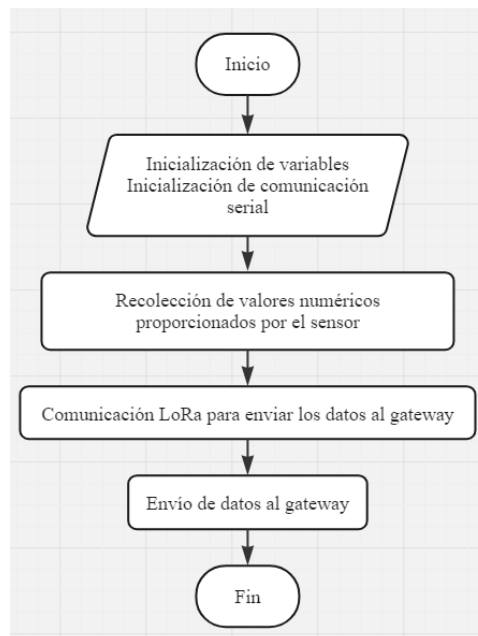 Inicio
Inicialización de variables
Inicialización de comunicación
serial
Recolección de valores numéricos
proporcionados por el sensor
Comunicación LoRa para enviar los datos al gateway
Envío de datos al gateway
Fin